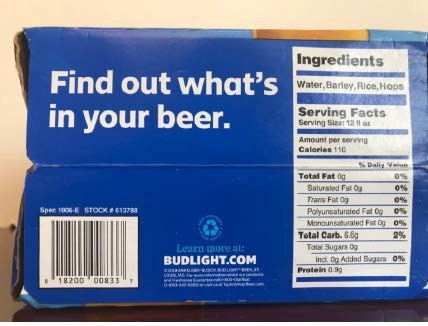 Find out what's
in your beer.
Ingredients
Water, Barley, Rice, Hops
Serving Facts
Serving Size: 12 fl oz
Amount per serving
Calories 110
% Daily Value
Total Fat 0g 0%
Saturated Fat 0g 0%
Trans Fat 0g
Polyunsaturated Fat 0g 0%
Monounsaturated Fat 0g 0%
Total Carb. 6.6g 2%
Total Sugars 0g
Incl. 0g Added Sugars 0%
Protein 0.9g
Spec 1906-E STOCK # 613788
0 18200 00833 7
Learn more at:
BUDLIGHT.COM